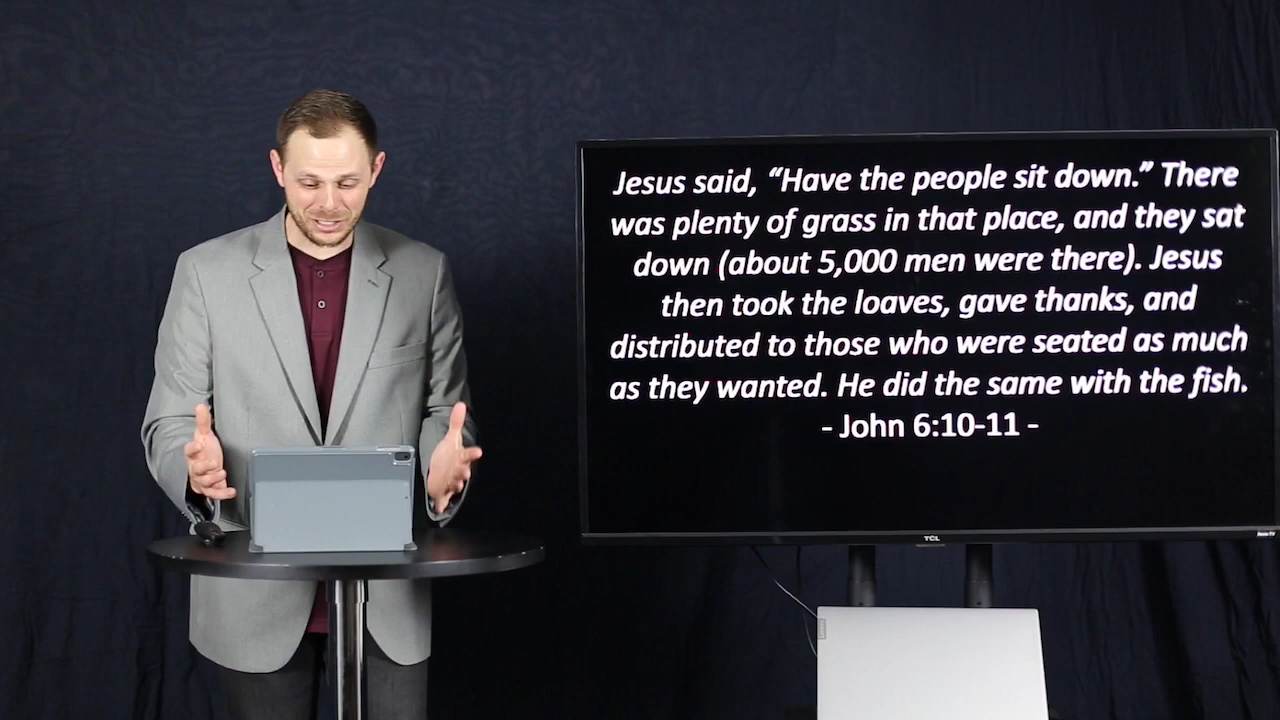 Jesus said, “Have the people sit down.” There
was plenty of grass in that place, and they sat
down (about 5,000 men were there). Jesus
then took the loaves, gave thanks, and
distributed to those who were seated as much
as they wanted. He did the same with the fish.
- John 6:10-11 -
TCL
Lenovo